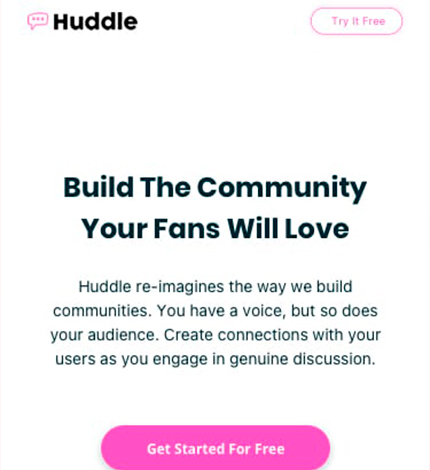 Huddle
Try It Free
Build The Community
Your Fans Will Love
Huddle re-imagines the way we build
communities. You have a voice, but so does
your audience. Create connections with your
users as you engage in genuine discussion.
Get Started For Free